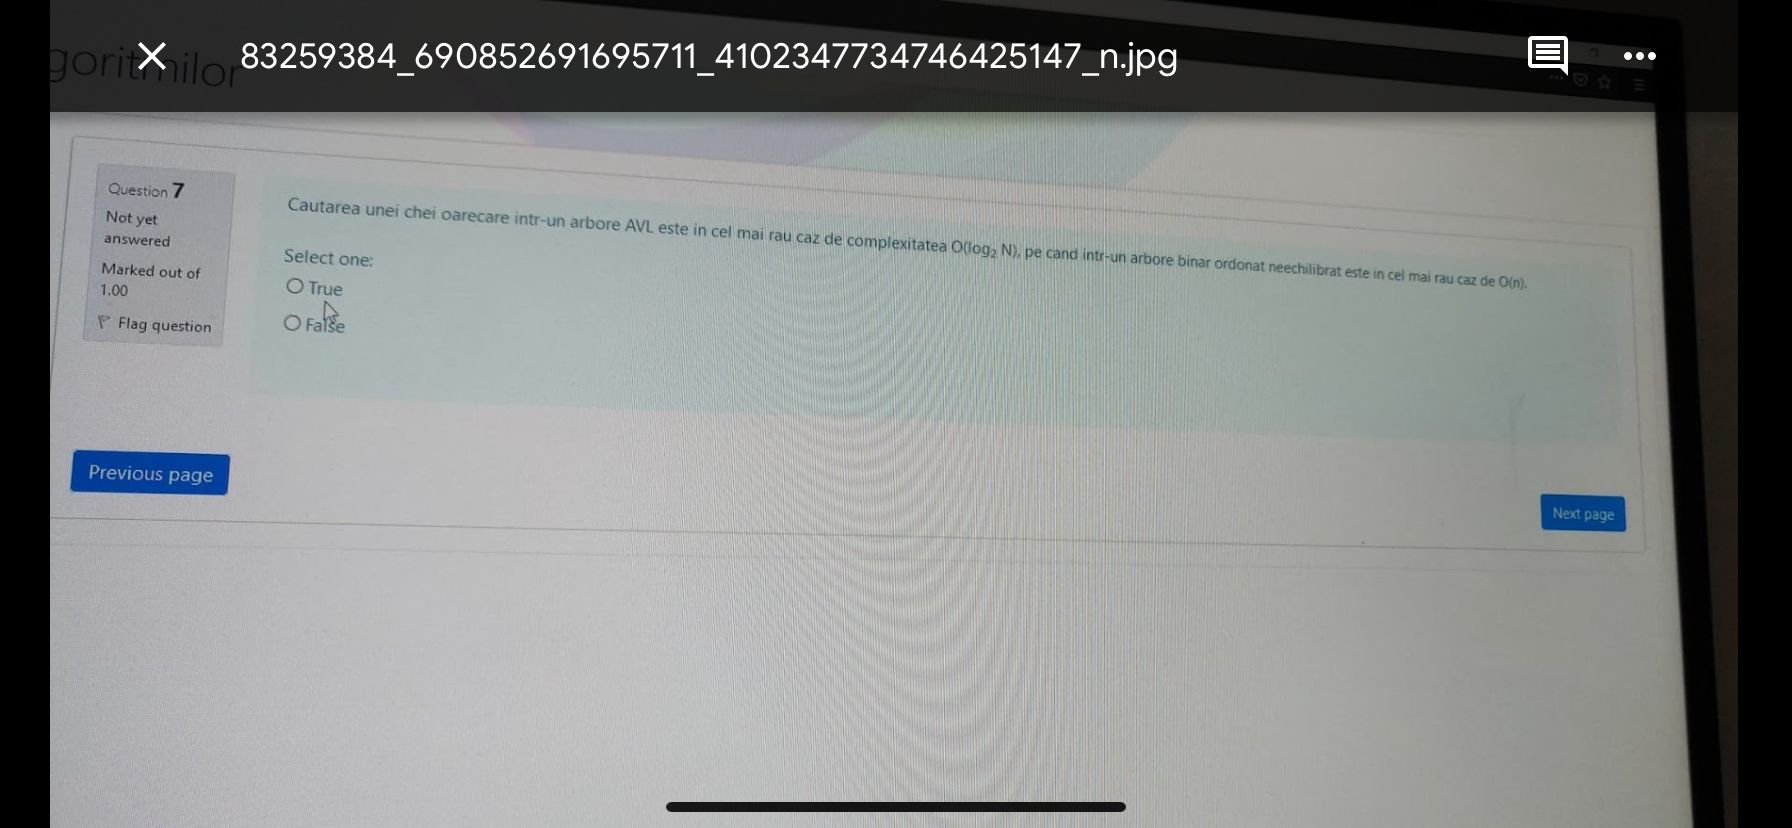 goritmilor
83259384_690852691695711_4102347734746425147_n.jpg
Question 7
Not yet
answered
Marked out of
1.00
Flag question
Cautarea unei chei oarecare intr-un arbore AVL este in cel mai rau caz de complexitatea O(log₂ N), pe cand intr-un arbore binar ordonat neechilibrat este in cel mai rau caz de O(n).
Select one:
True
False
Previous page
Next page